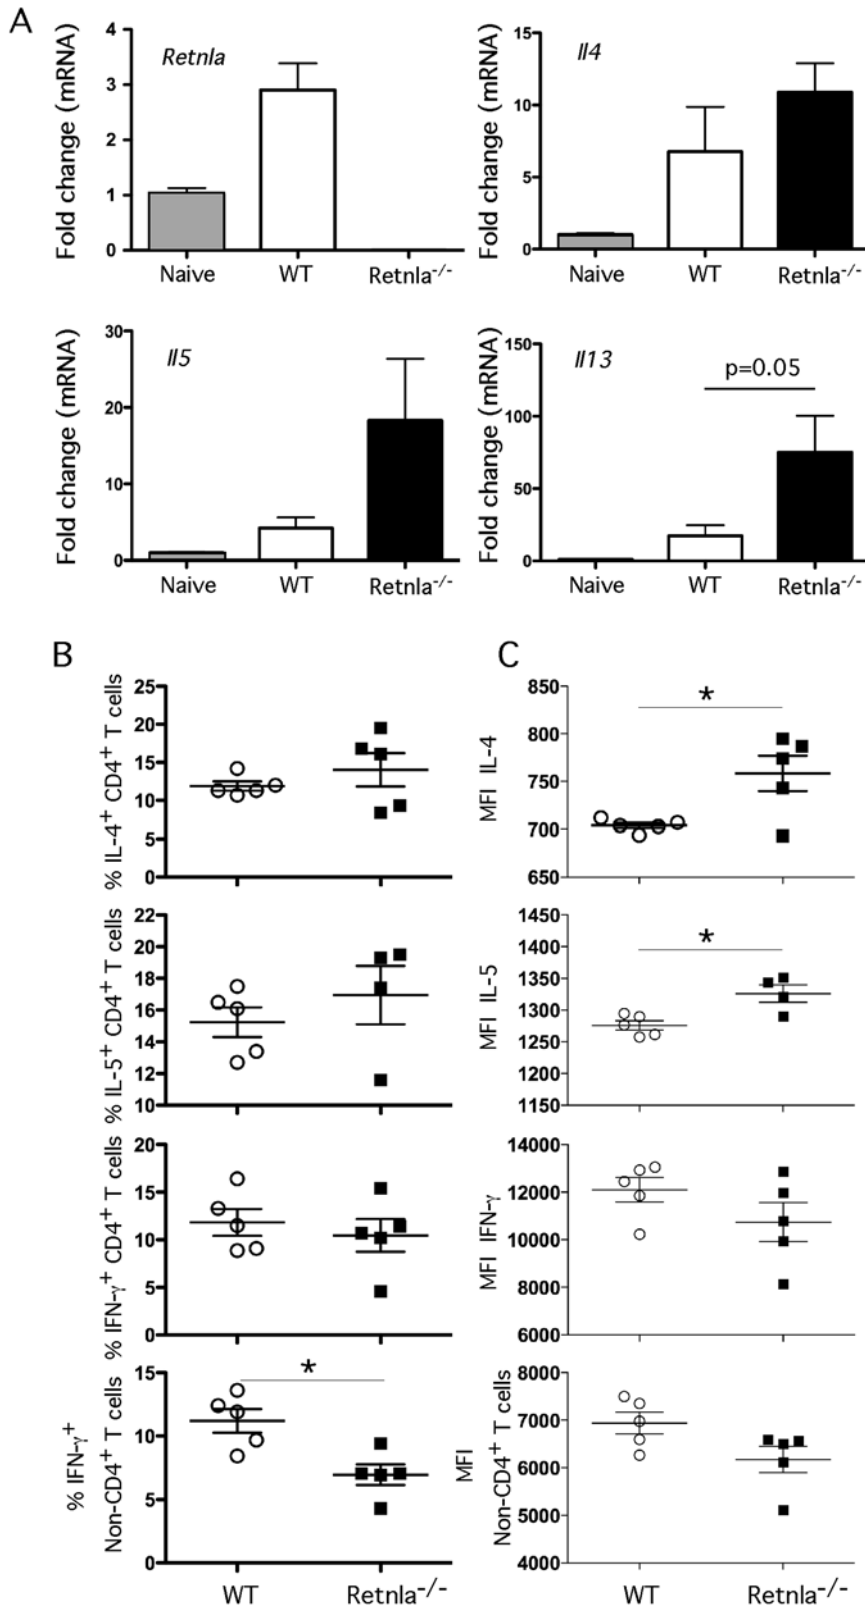 A
Fold change (mRNA)
Retnla
4
3
2
1
0
Naive
WT
Retnla-/-
Fold change (mRNA)
Il4
15
10
5
0
Naive
WT
Retnla-/-
Fold change (mRNA)
Il5
30
20
10
0
Naive
WT
Retnla-/-
Fold change (mRNA)
Il13
p=0.05
150
100
50
0
Naive
WT
Retnla-/-
B
% IL-4+ CD4+ T cells
25
20
15
10
5
0
% IL-5+ CD4+ T cells
22
20
18
16
14
12
10
% IFN-γ+ CD4+ T cells
20
15
10
5
0
% IFN-γ+
Non-CD4+ T cells
*
15
10
5
0
WT
Retnla-/-
C
MFI IL-4
*
850
800
750
700
650
MFI IL-5
*
1450
1400
1350
1300
1250
1200
1150
MFI IFN-γ
14000
12000
10000
8000
6000
MFI
Non-CD4+ T cells
8000
7000
6000
5000
4000
WT
Retnla-/-